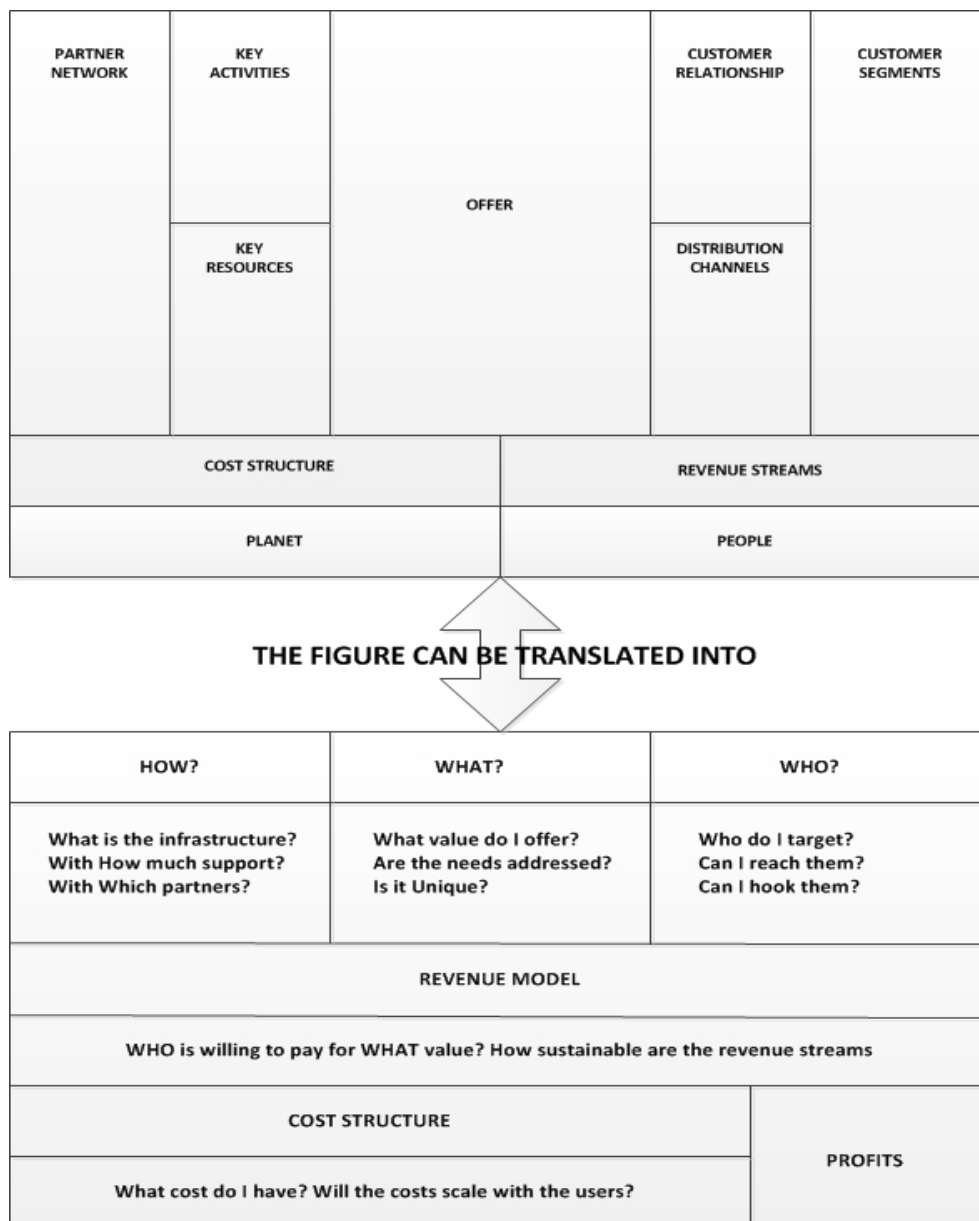 PARTNER
NETWORK
KEY
ACTIVITIES
CUSTOMER
RELATIONSHIP
CUSTOMER
SEGMENTS
OFFER
KEY
RESOURCES
DISTRIBUTION
CHANNELS
COST STRUCTURE
REVENUE STREAMS
PLANET
PEOPLE
THE FIGURE CAN BE TRANSLATED INTO
HOW?
WHAT?
WHO?
What is the infrastructure?
With How much support?
With Which partners?
What value do I offer?
Are the needs addressed?
Is it Unique?
Who do I target?
Can I reach them?
Can I hook them?
REVENUE MODEL
WHO is willing to pay for WHAT value? How sustainable are the revenue streams
COST STRUCTURE
PROFITS
What cost do I have? Will the costs scale with the users?